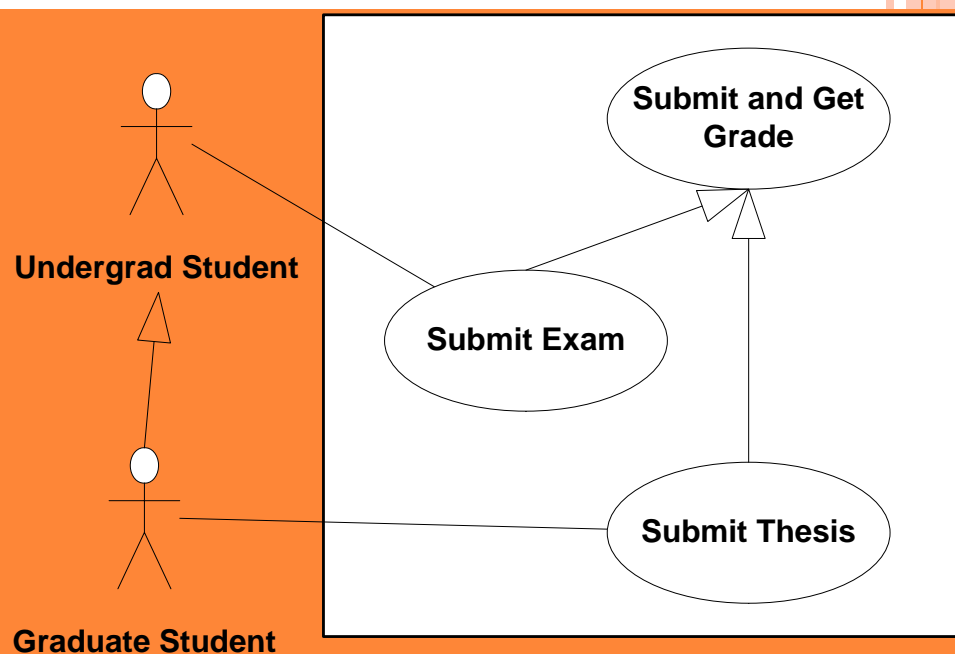 Submit and Get
Grade
Undergrad Student
Submit Exam
Submit Thesis
Graduate Student